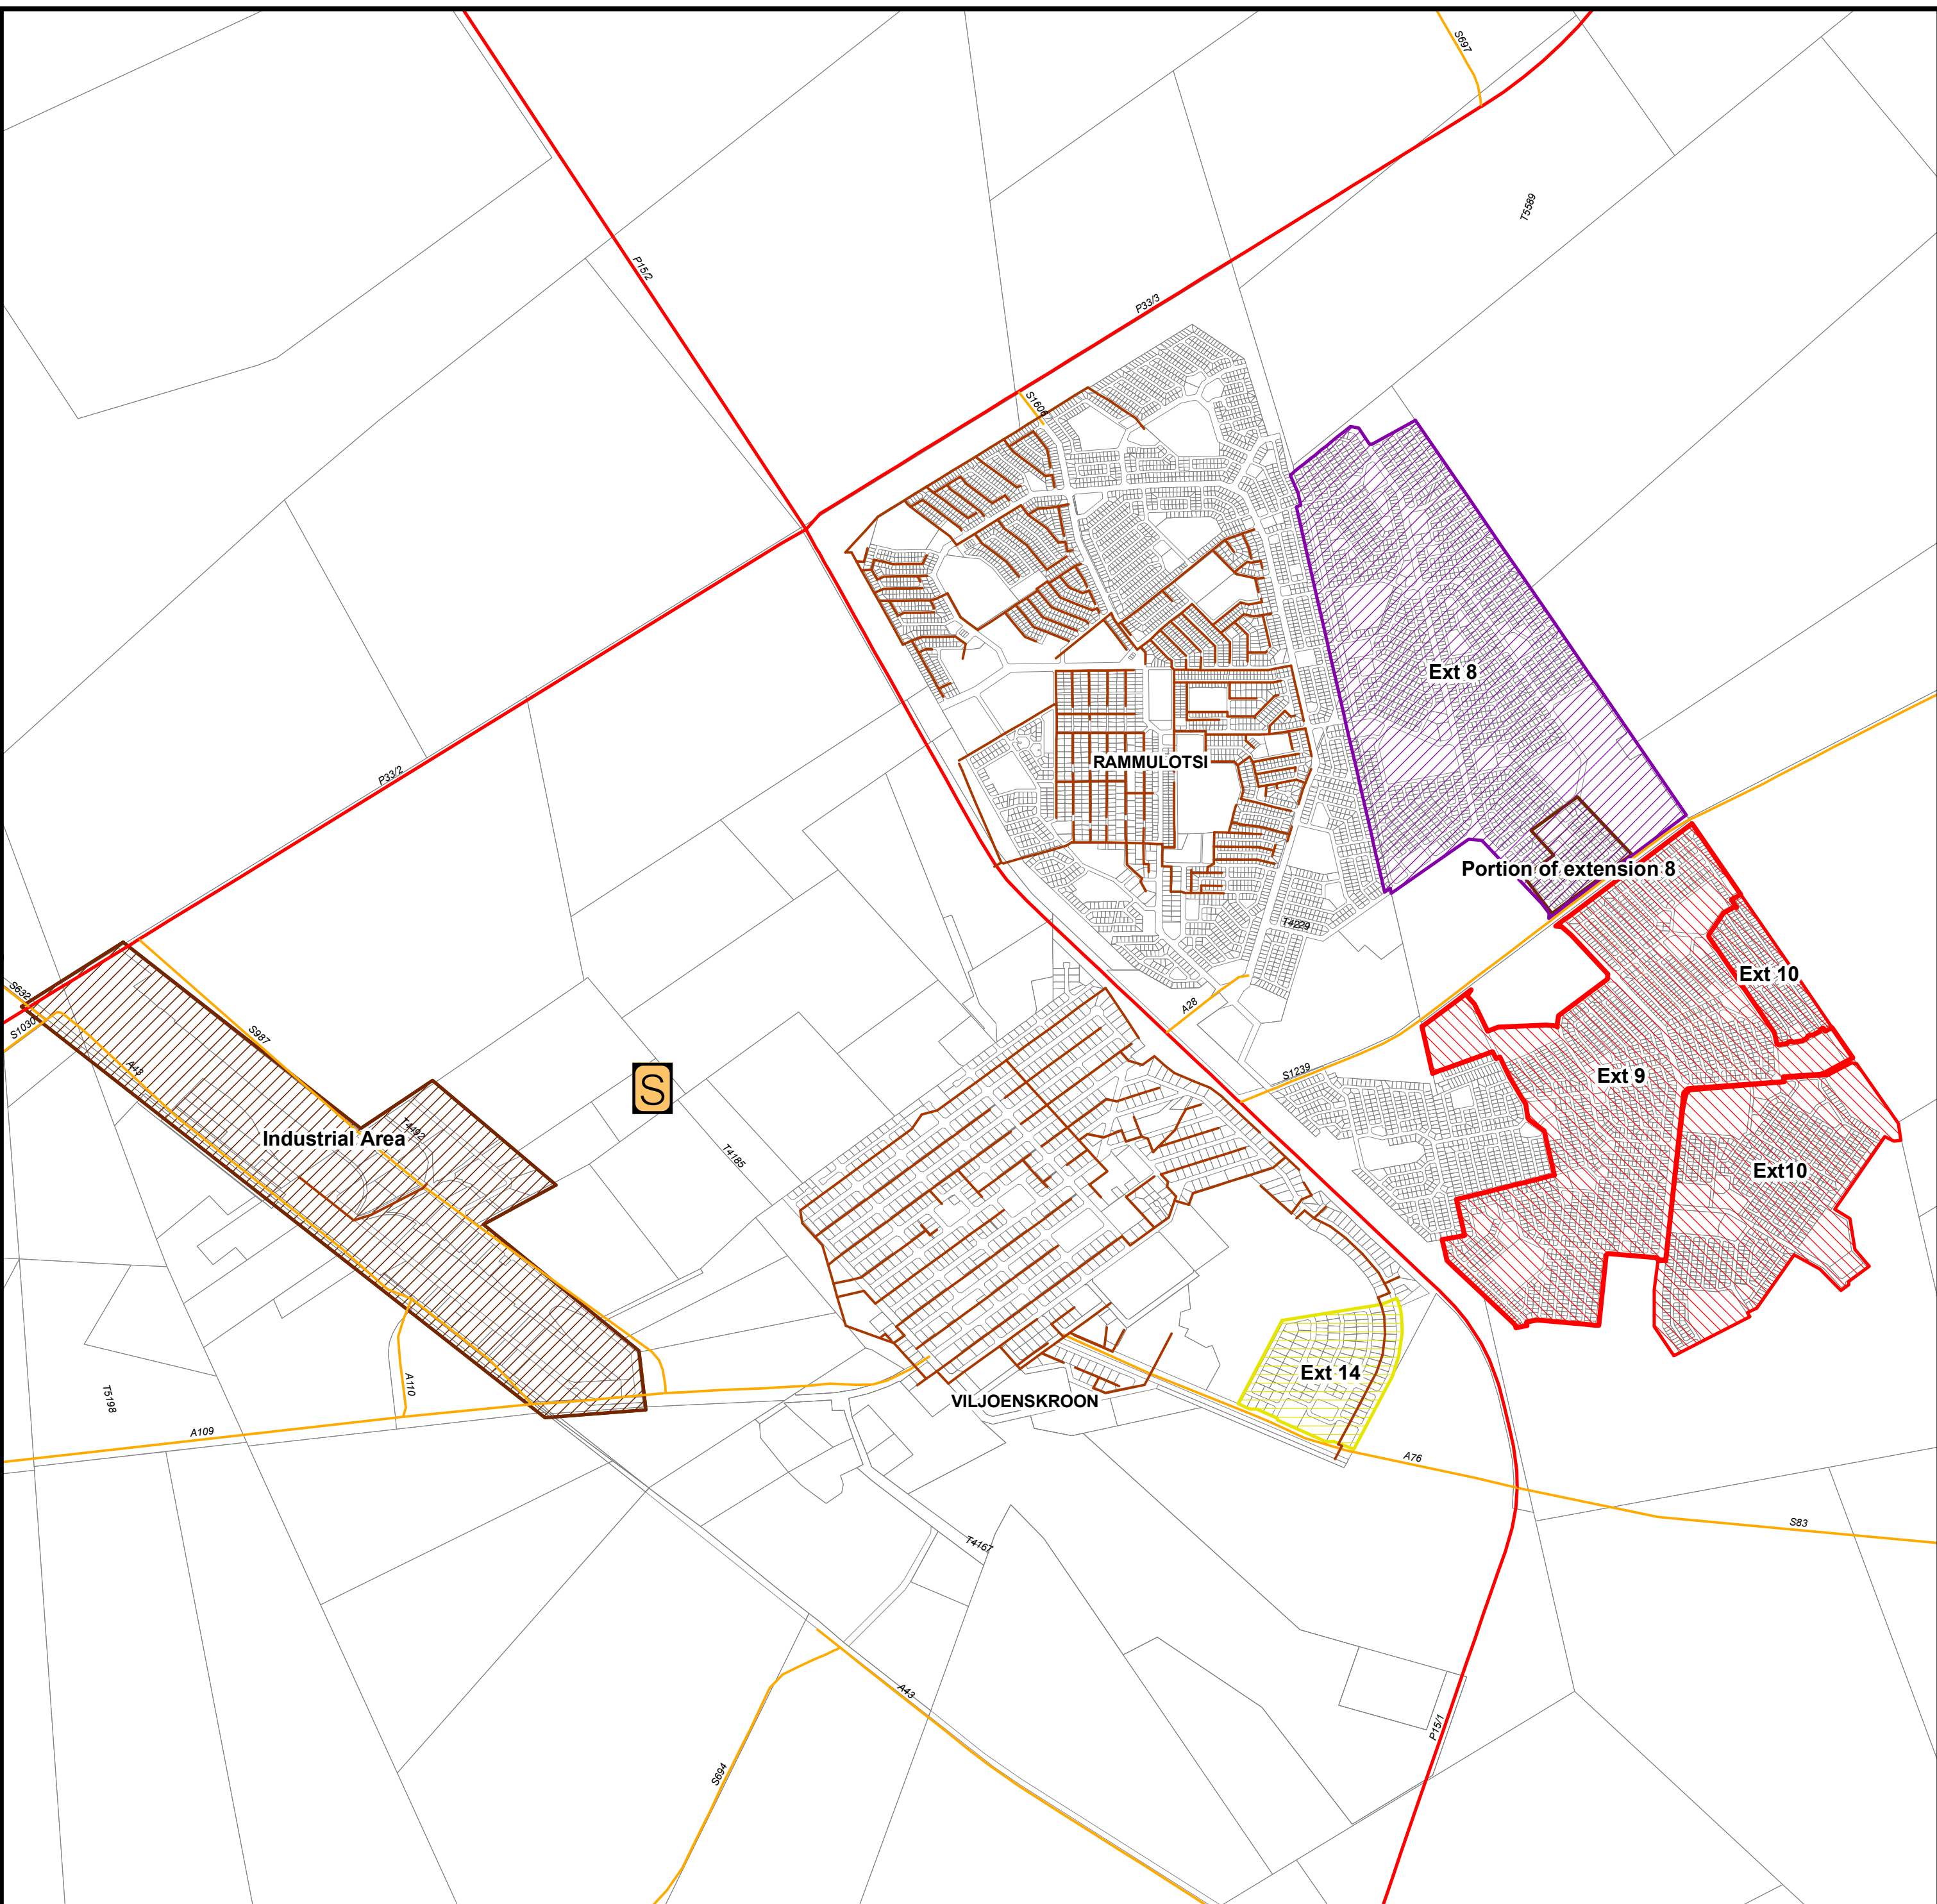 S697
T5589
P15/2
P33/3
S1606
Ext 8
RAMMULOTSI
P33/2
Portion of extension 8
T4229
Ext 10
S632
S1030
S987
A28
A43
S1239
Ext 9
S
Industrial Area
T4492
T4185
Ext10
Ext 14
A110
T5198
VILJOENSKROON
A109
A76
S83
T4167
A43
P15/1
S694